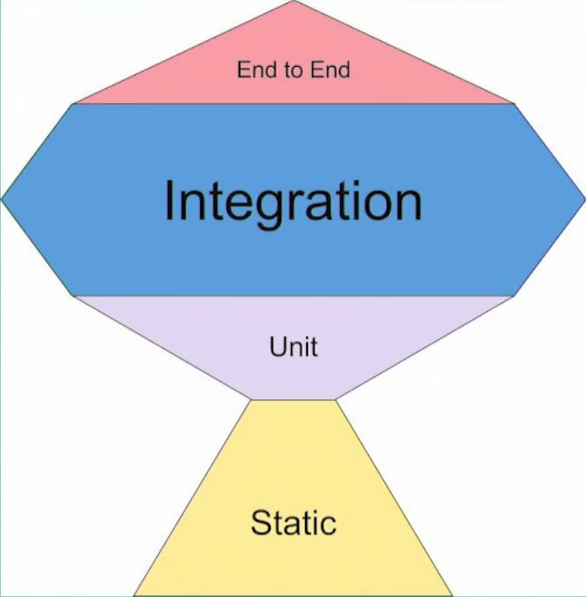 End to End
Integration
Unit
Static